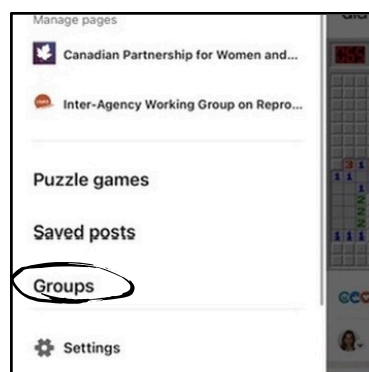 Manage pages
Canadian Partnership for Women and...
Inter-Agency Working Group on Repro...
Puzzle games
Saved posts
Groups
Settings